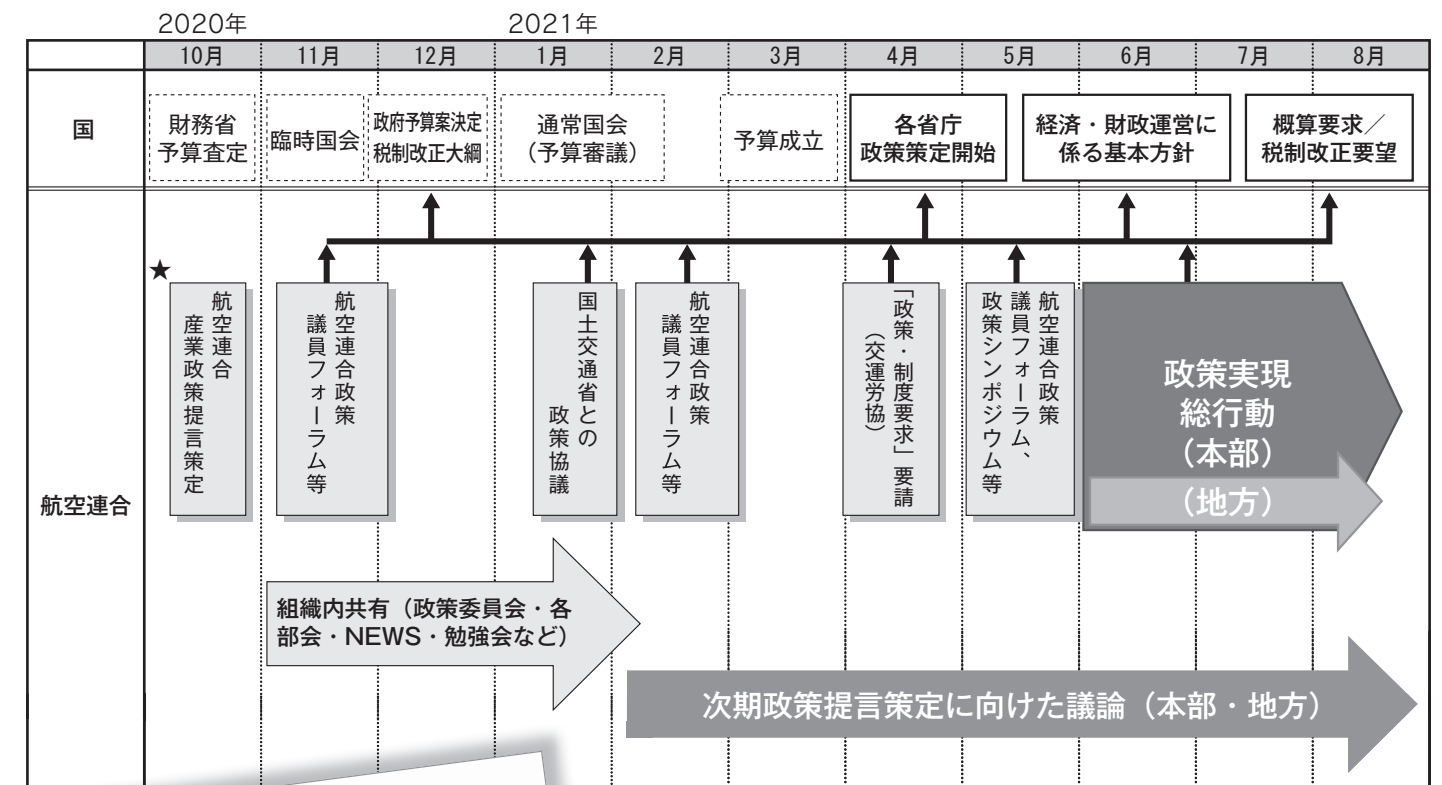 2020年
2021年
10月
11月
12月
1月
2月
3月
4月
5月
6月
7月
8月
国
財務省
予算査定
臨時国会
政府予算案決定
税制改正大綱
通常国会
（予算審議）
予算成立
各省庁
政策策定開始
経済・財政運営に
係る基本方針
概算要求／
税制改正要望
航空連合
★
航空連合
産業政策提言策定
航空連合政策
議員フォーラム等
国土交通省との
政策協議
航空連合政策
議員フォーラム等
「政策・制度要求」要請
（交運労協）
航空連合政策
議員フォーラム、
政策シンポジウム等
政策実現
総行動
（本部）
（地方）
組織内共有（政策委員会・各
部会・NEWS・勉強会など）
次期政策提言策定に向けた議論（本部・地方）